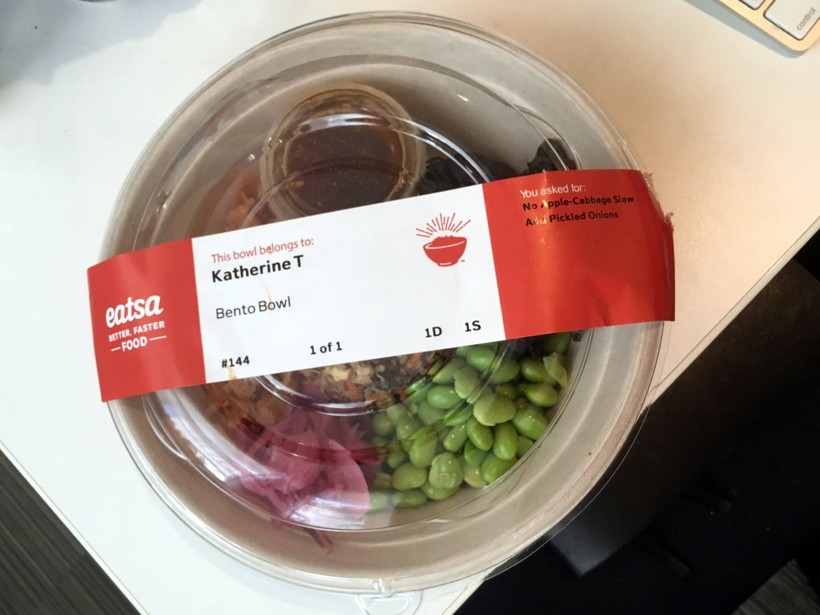 eatsa
BETTER, FASTER
FOOD
This bowl belongs to:
Katherine T
Bento Bowl
#144
1 of 1
1D 1S
You asked for:
No Apple-Cabbage Slaw
Add Pickled Onions
control